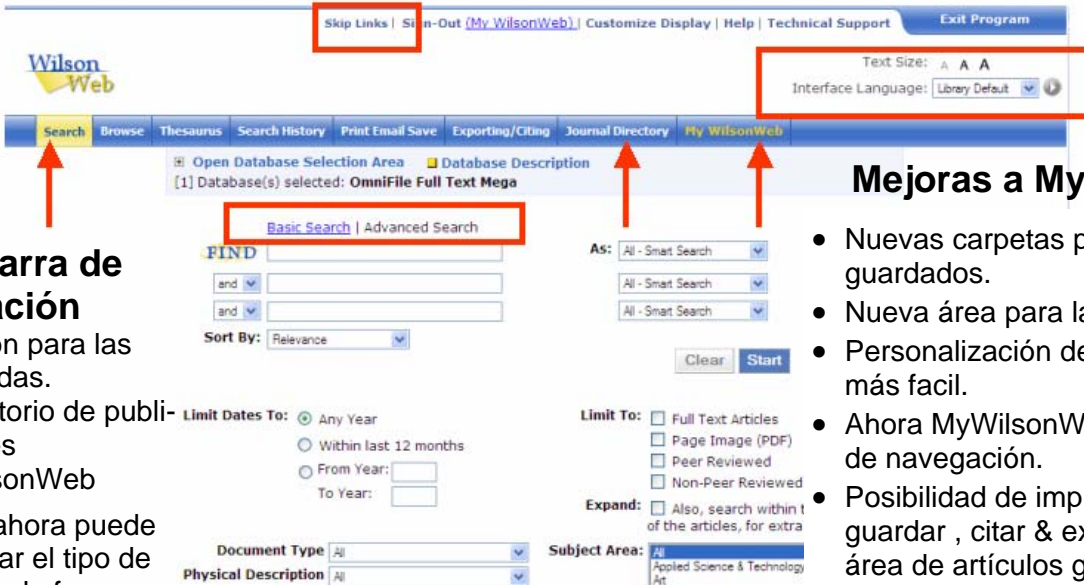 Skip Links | Sign-Out (My WilsonWeb) | Customize Display | Help | Technical Support Exit Program
Wilson
Web
Text Size: A A A
Interface Language: Library Default
Search Browse Thesaurus Search History Print Email Save Exporting/Citing Journal Directory My WilsonWeb
Open Database Selection Area Database Description
[1] Database(s) selected: OmniFile Full Text Mega
Basic Search | Advanced Search
FIND As: All - Smart Search
and All - Smart Search
and All - Smart Search
Sort By: Relevance
Clear Start
Limit Dates To: Any Year
Within last 12 months
From Year:
To Year:
Limit To: Full Text Articles
Page Image (PDF)
Peer Reviewed
Non-Peer Reviewed
Expand: Also, search within
of the articles, for extra
Document Type All
Physical Description All
Subject Area: All
Applied Science & Technology
Art
arra de
ación
ón para las
das.
torio de publi-
s
sonWeb
ahora puede
ar el tipo de
Mejoras a My
Nuevas carpetas p
guardados.
Nueva área para la
Personalización de
más facil.
Ahora MyWilsonW
de navegación.
Posibilidad de imp
guardar , citar & ex
área de artículos g